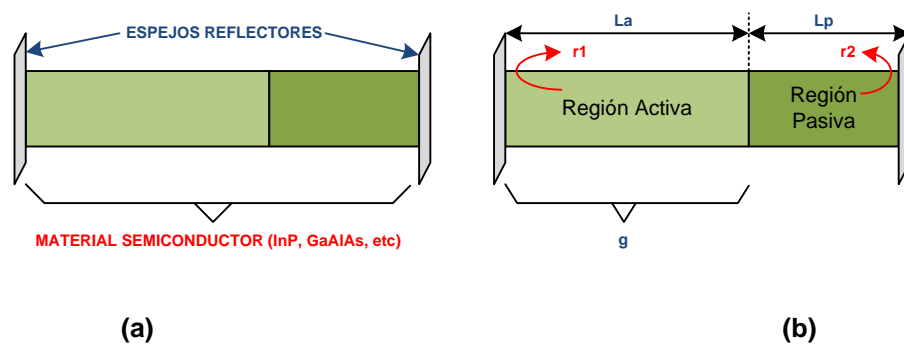 ESPEJOS REFLECTORES
MATERIAL SEMICONDUCTOR (InP, GaAlAs, etc)
(a)
La
Lp
r1
r2
Región Activa
Región
Pasiva
g
(b)